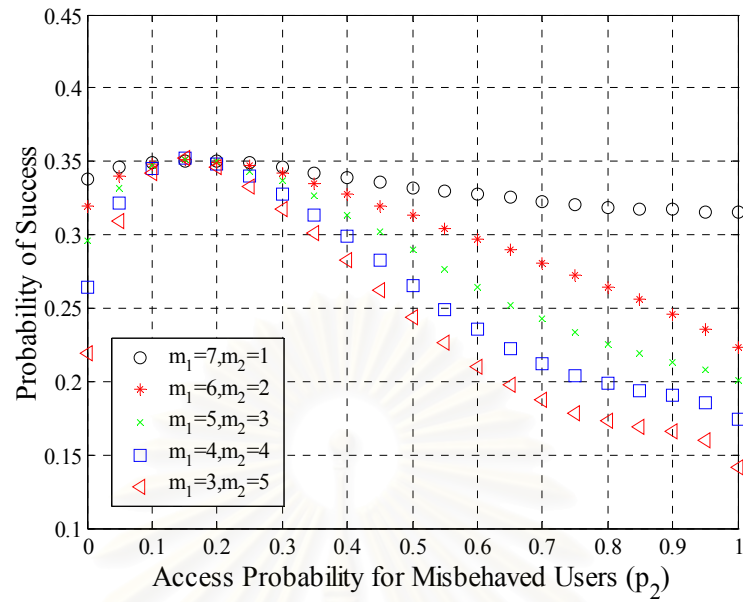 0.45
0.4
0.35
0.3
0.25
0.2
0.15
0.1
Probability of Success
m₁=7,m₂=1
m₁=6,m₂=2
m₁=5,m₂=3
m₁=4,m₂=4
m₁=3,m₂=5
0 0.1 0.2 0.3 0.4 0.5 0.6 0.7 0.8 0.9 1
Access Probability for Misbehaved Users (p₂)